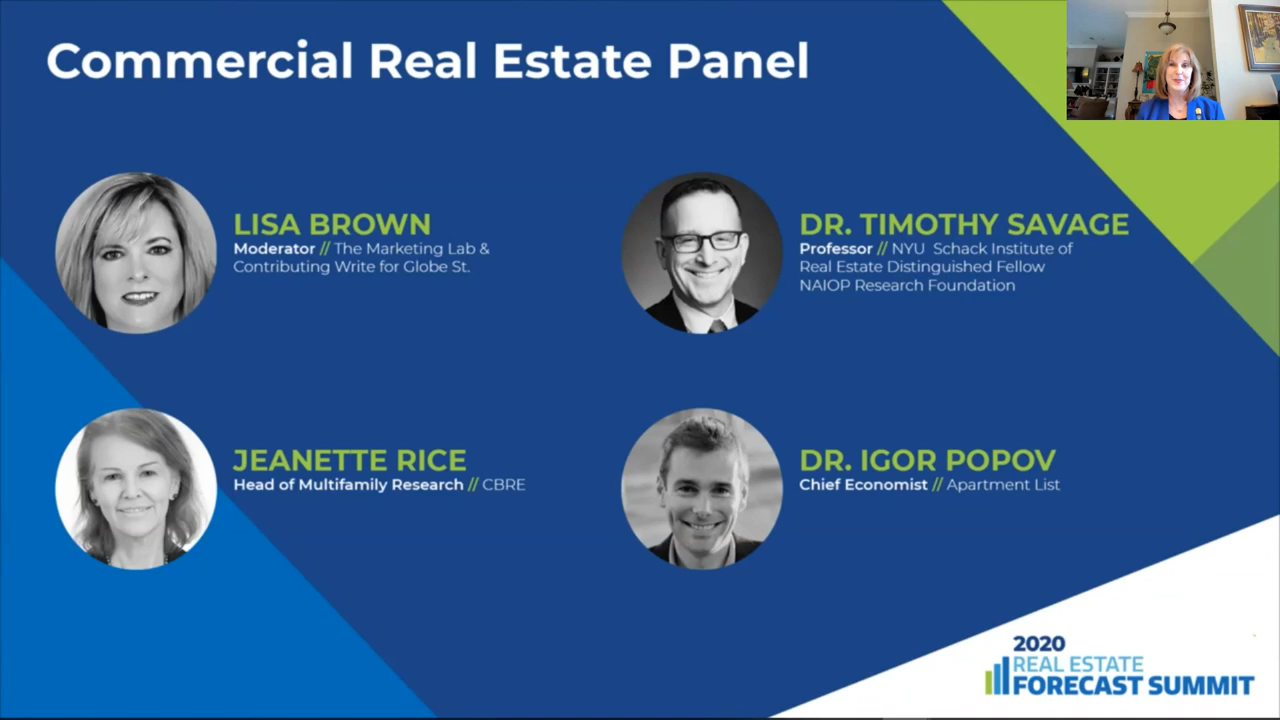 Commercial Real Estate Panel
LISA BROWN
Moderator // The Marketing Lab &
Contributing Write for Globe St.
DR. TIMOTHY SAVAGE
Professor // NYU Schack Institute of
Real Estate Distinguished Fellow
NAIOP Research Foundation
JEANETTE RICE
Head of Multifamily Research // CBRE
DR. IGOR POPOV
Chief Economist // Apartment List
2020
REAL ESTATE
FORECAST SUMMIT